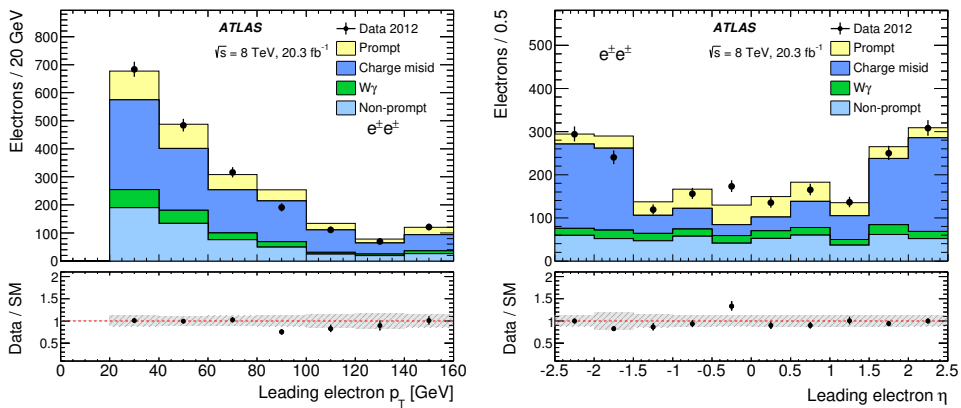 Electrons / 20 GeV
800
700
600
500
400
300
200
100
0
ATLAS
√s = 8 TeV, 20.3 fb⁻¹
Data 2012
Prompt
Charge misid
Wγ
Non-prompt
e±e±
Data / SM
2
1.5
1
0.5
0 20 40 60 80 100 120 140 160
Leading electron p_T [GeV]
Electrons / 0.5
500
400
300
200
100
0
e±e±
ATLAS
√s = 8 TeV, 20.3 fb⁻¹
Data 2012
Prompt
Charge misid
Wγ
Non-prompt
Data / SM
2
1.5
1
0.5
-2.5 -2 -1.5 -1 -0.5 0 0.5 1 1.5 2 2.5
Leading electron η